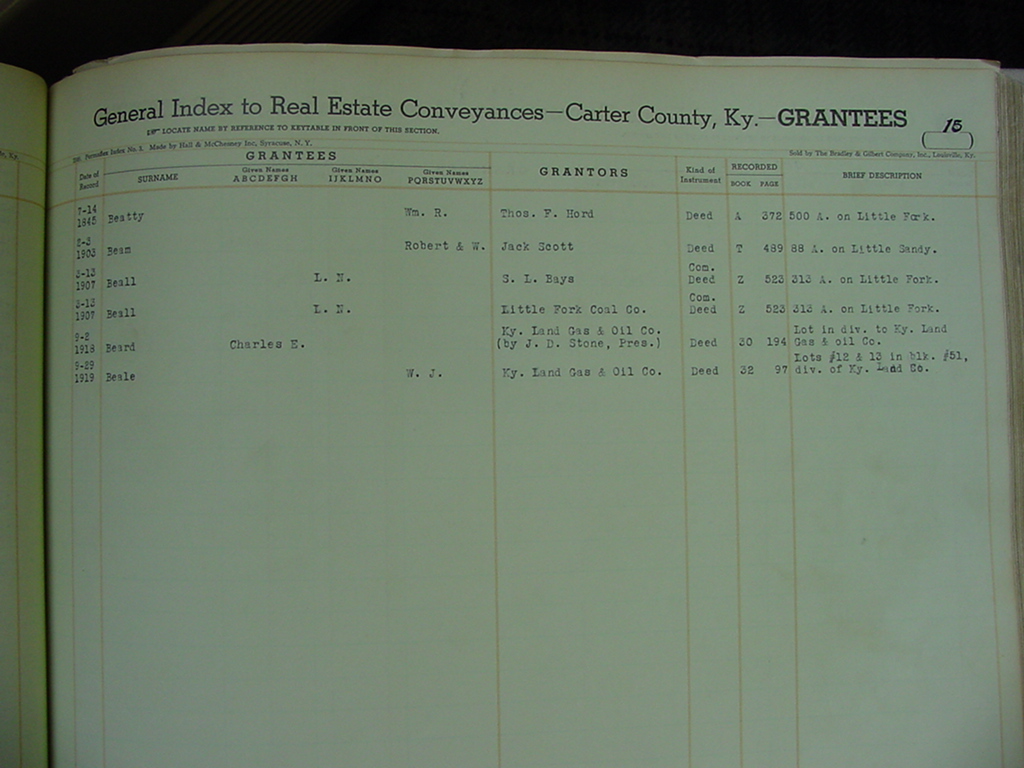 General Index to Real Estate Conveyances—Carter County, Ky.—GRANTEES
15
LOCATE NAME BY REFERENCE TO KEYTABLE IN FRONT OF THIS SECTION.
Index No. 3. Made by Hall & McChesney Inc, Syracuse, N. Y.
Sold by The Bradley & Gilbert Company, Inc., Louisville, Ky.
GRANTEES
Date of Record SURNAME Given Names ABCDEFGH Given Names IJKLMNO Given Names PQRSTUVWXYZ GRANTORS Kind of Instrument RECORDED BOOK PAGE BRIEF DESCRIPTION
7-14
1845 Beatty Wm. R. Thos. F. Hord Deed A 372 500 A. on Little Fork.
1903 Beam Robert & W. Jack Scott Deed T 489 88 A. on Little Sandy.
Com.
1907 Beall L. N. S. L. Bays Deed Z 523 313 A. on Little Fork.
Com.
1907 Beall L. N. Little Fork Coal Co. Deed Z 523 313 A. on Little Fork.
9-2 Ky. Land Gas & Oil Co. Lot in div. to Ky. Land
1918 Beard Charles E. (by J. D. Stone, Pres.) Deed 30 194 Gas & oil Co.
9-29 Lots #12 & 13 in blk. #51,
1919 Beale W. J. Ky. Land Gas & Oil Co. Deed 32 97 div. of Ky. Land Co.